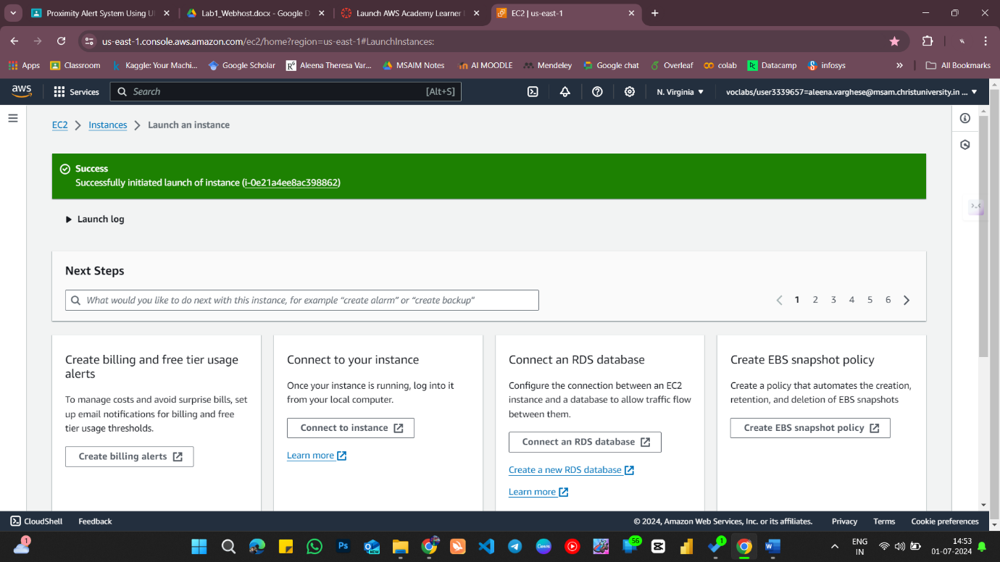 Proximity Alert System Using U
Lab1_Webhost.docx - Google D
Launch AWS Academy Learner
EC2 | us-east-1
us-east-1.console.aws.amazon.com/ec2/home?region=us-east-1#LaunchInstances:
Apps
Classroom
Kaggle: Your Machi...
Google Scholar
Aleena Theresa Var...
MSAIM Notes
AI MOODLE
Mendeley
Google chat
Overleaf
colab
Datacamp
infosys
All Bookmarks
aws
Services
Search
[Alt+S]
N. Virginia
voclabs/user3339657=aleena.varghese@msam.christuniversity.in ...
EC2
Instances
Launch an instance
Success
Successfully initiated launch of instance (i-0e21a4ee8ac398862)
Launch log
Next Steps
What would you like to do next with this instance, for example “create alarm” or “create backup”
1 2 3 4 5 6
Create billing and free tier usage
alerts
To manage costs and avoid surprise bills, set
up email notifications for billing and free
tier usage thresholds.
Create billing alerts
Connect to your instance
Once your instance is running, log into it
from your local computer.
Connect to instance
Learn more
Connect an RDS database
Configure the connection between an EC2
instance and a database to allow traffic flow
between them.
Connect an RDS database
Create a new RDS database
Learn more
Create EBS snapshot policy
Create a policy that automates the creation,
retention, and deletion of EBS snapshots
Create EBS snapshot policy
CloudShell
Feedback
© 2024, Amazon Web Services, Inc. or its affiliates.
Privacy
Terms
Cookie preferences
1
Ps
NEW
Canva
56
1
W
ENG
IN
14:53
01-07-2024